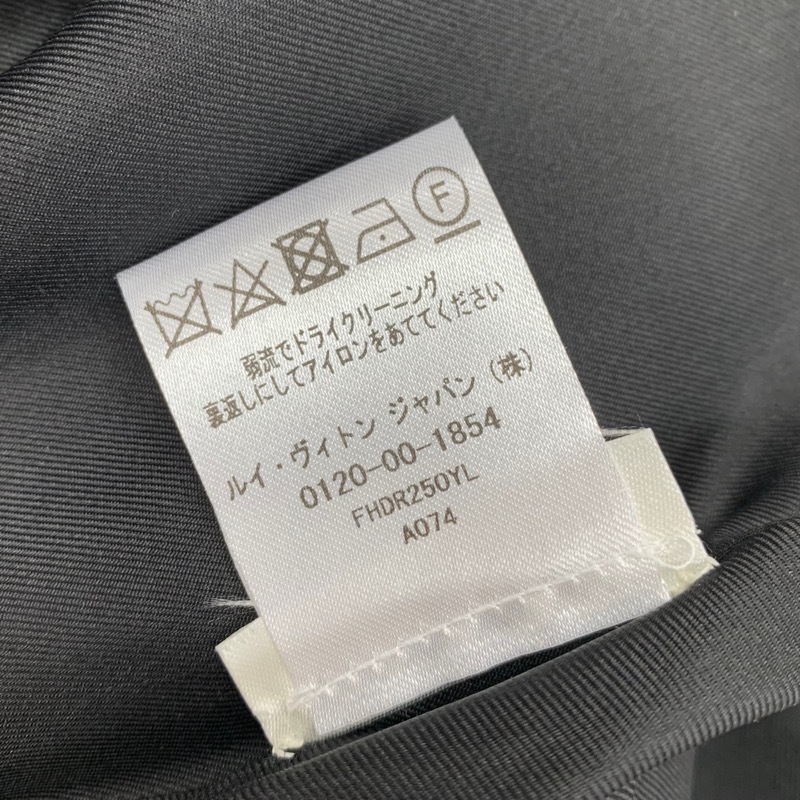 F
弱流でドライクリーニング
裏返しにしてアイロンをあててください
ルイ・ヴィトン ジャパン（株）
0120-00-1854
FHDR250YL
A074